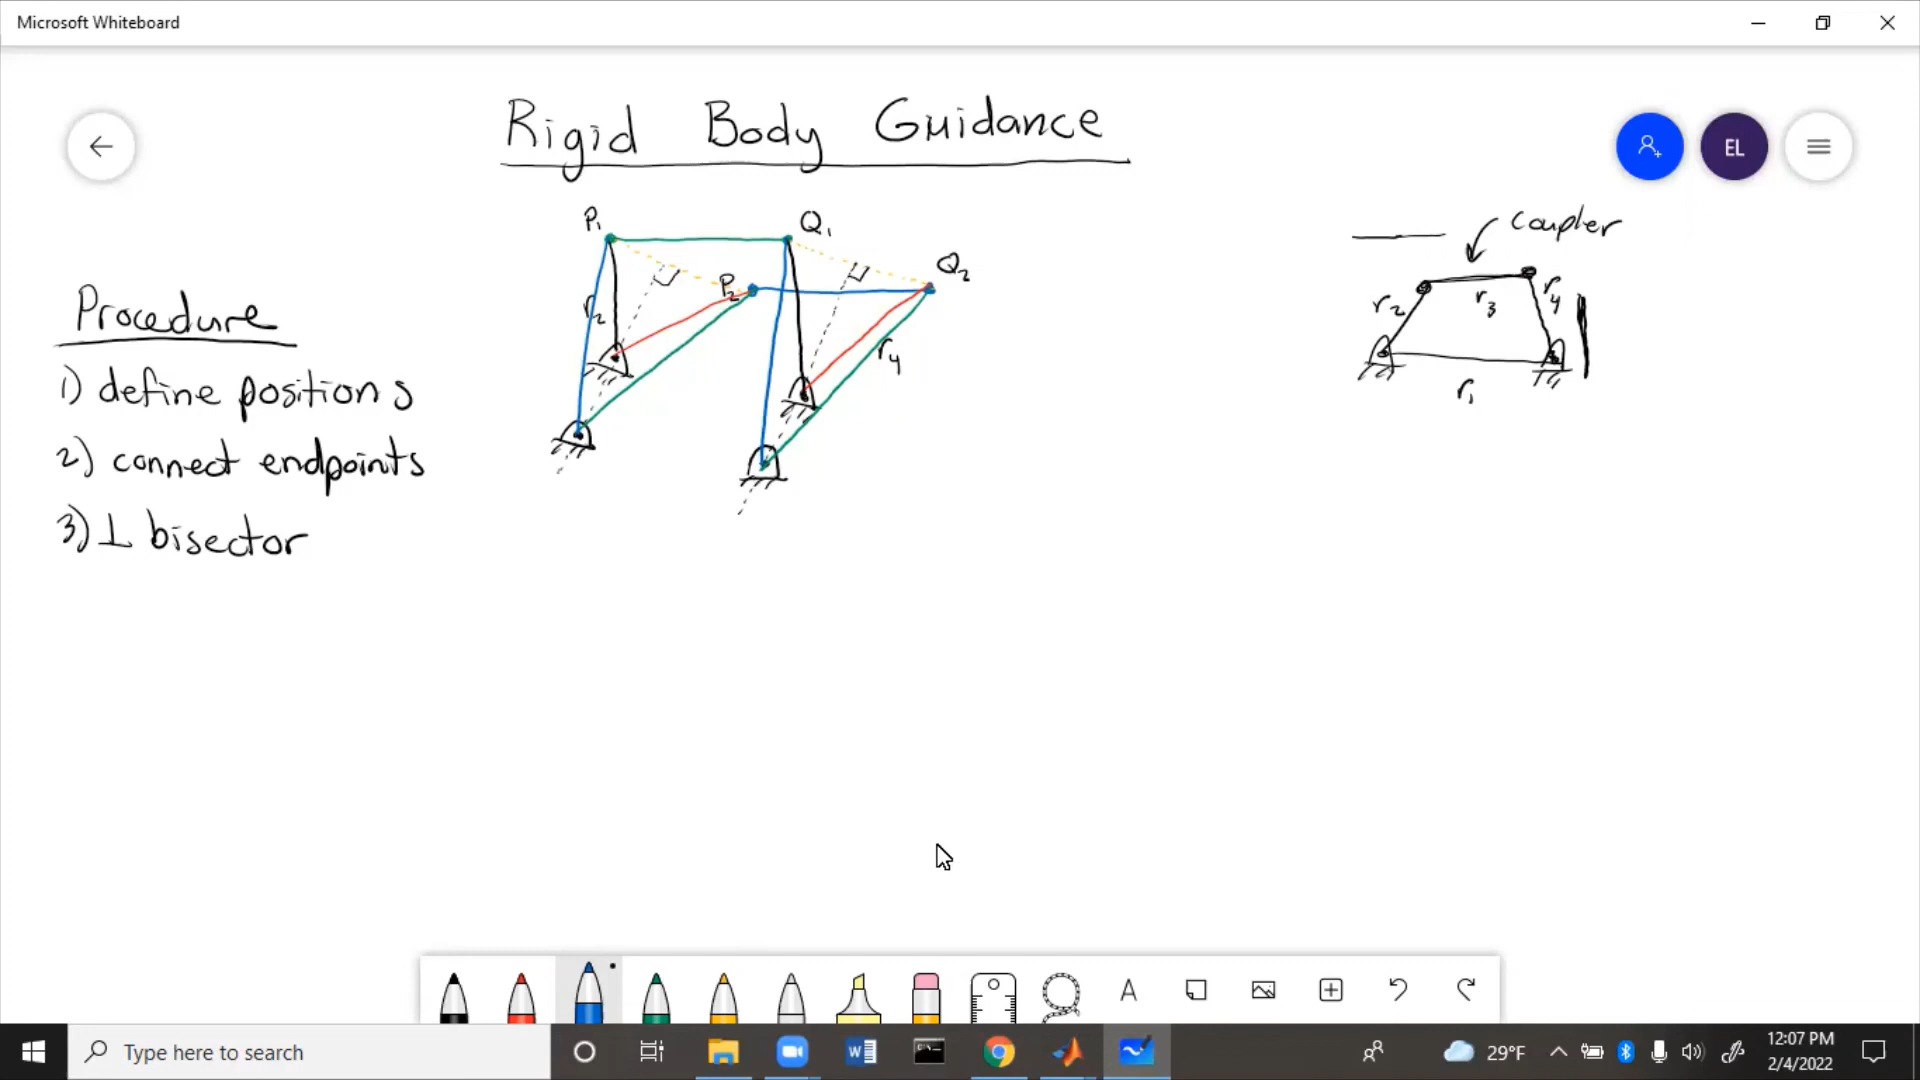 Microsoft Whiteboard
Rigid Body Guidance
EL
P1
Q1
P2
Q2
r2
r4
coupler
r2
r3
r4
r1
Procedure
1) define positions
2) connect endpoints
3) ⊥ bisector
A
Type here to search
29°F
12:07 PM
2/4/2022